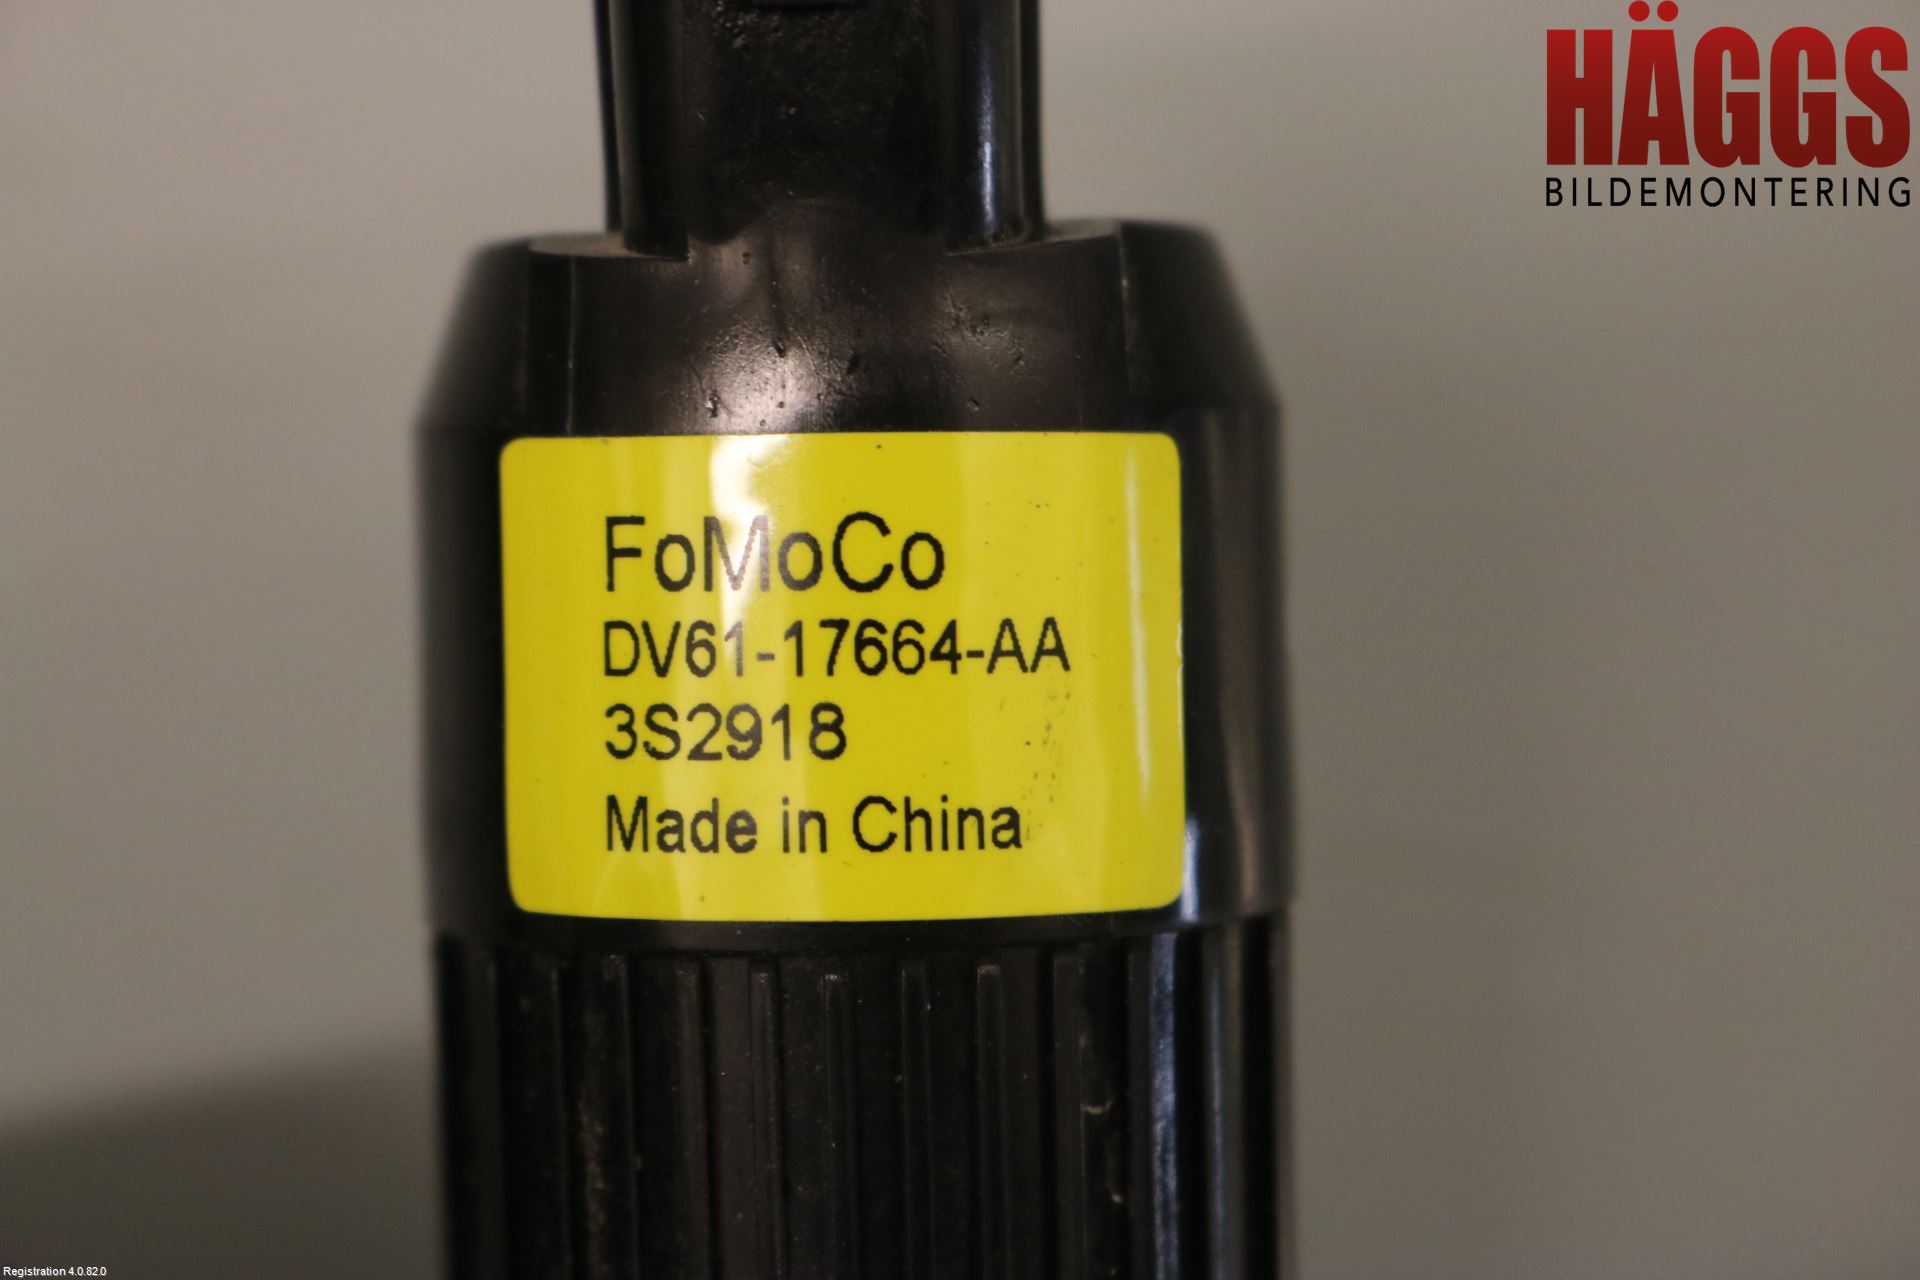 HÄGGS
BILDEMONTERING
FoMoCo
DV61-17664-AA
3S2918
Made in China
Registration 4.0.82.0